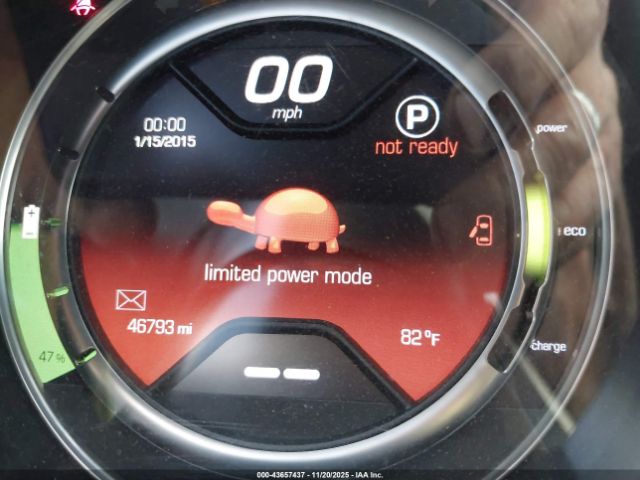 00
mph
00:00
1/15/2015
P
not ready
power
eco
charge
limited power mode
46793 mi
82°F
47 %
000-43657437 - 11/20/2025 - IAA Inc.